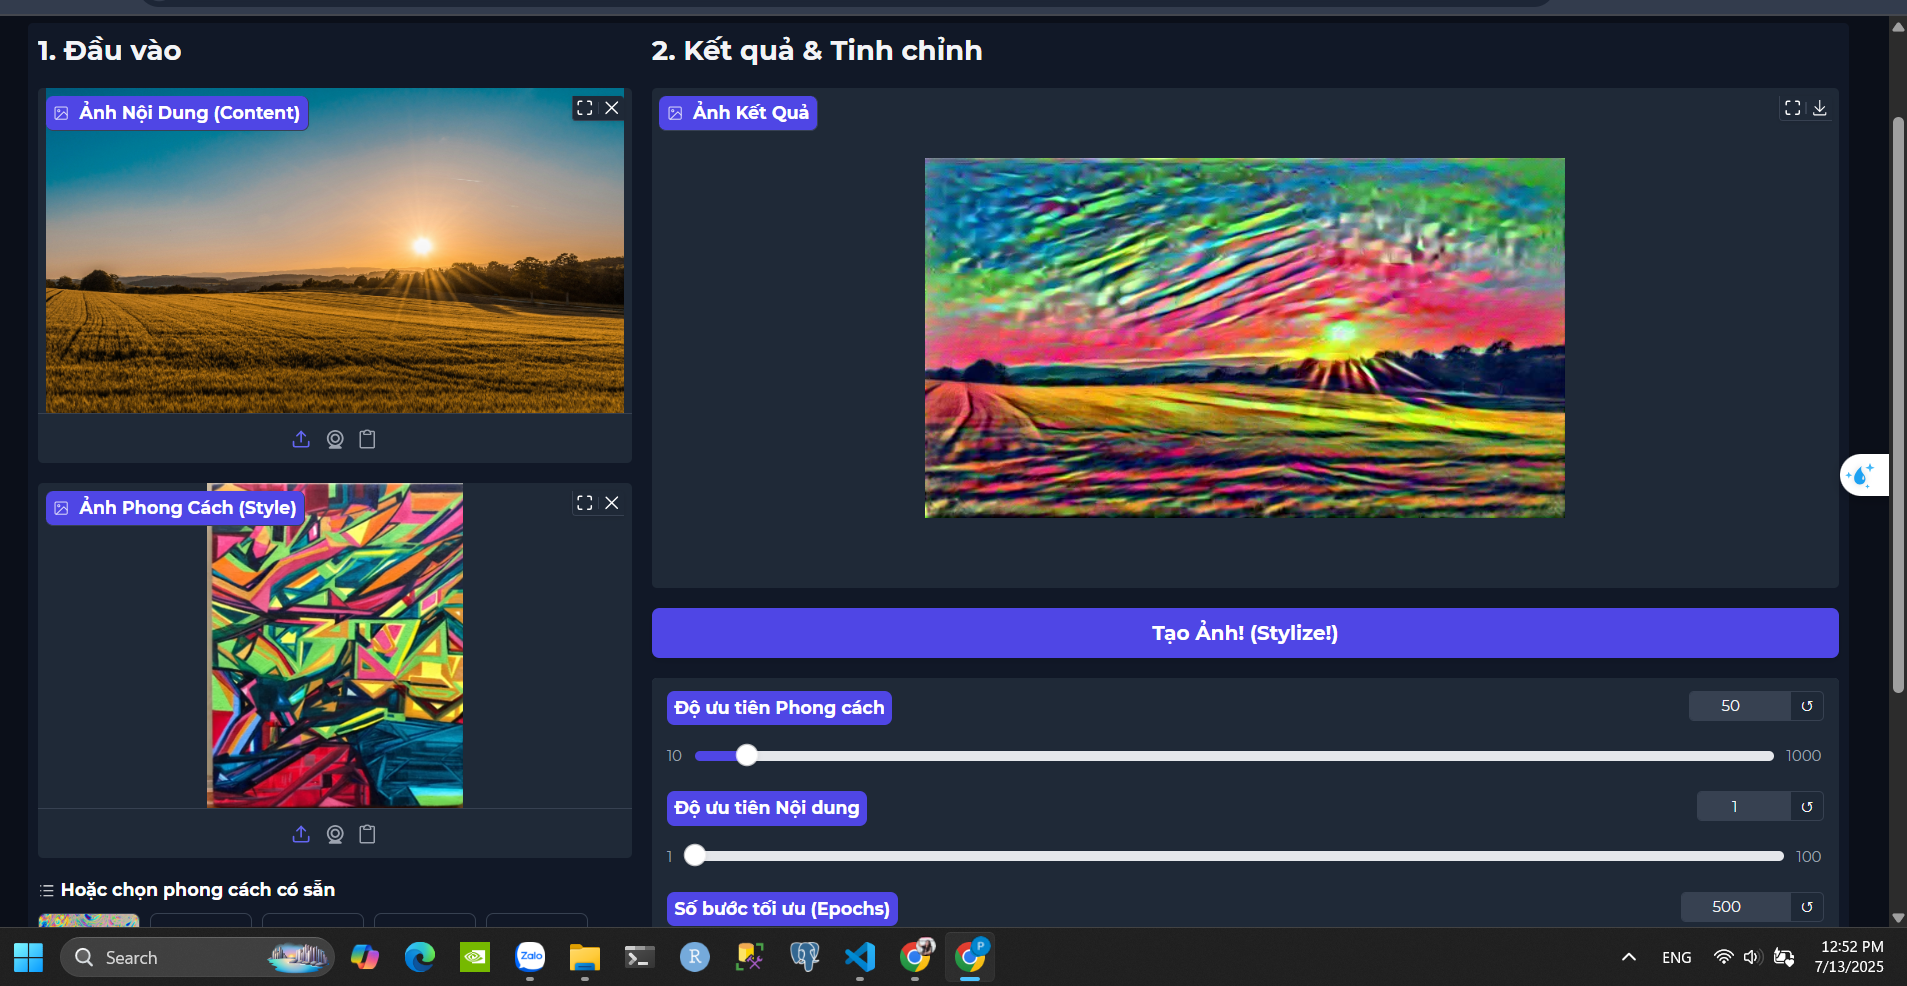 1. Đầu vào
Ảnh Nội Dung (Content)
Ảnh Phong Cách (Style)
Hoặc chọn phong cách có sẵn
2. Kết quả & Tinh chỉnh
Ảnh Kết Quả
Tạo Ảnh! (Stylize!)
Độ ưu tiên Phong cách
50
10
1000
Độ ưu tiên Nội dung
1
1
100
Số bước tối ưu (Epochs)
500
Search
Zalo
R
P
ENG
12:52 PM
7/13/2025